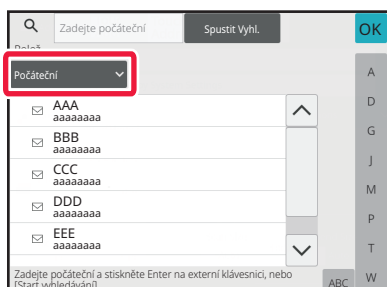 Zadejte počáteční
Spustit Vyhl.
OK
Polož
Počáteční
AAA
aaaaaaaa
BBB
aaaaaaaa
CCC
aaaaaaaa
DDD
aaaaaaaa
EEE
aaaaaaaa
A
D
G
J
M
P
T
W
ABC
Zadejte počáteční a stiskněte Enter na externí klávesnici, nebo
[Start vyhledávání]